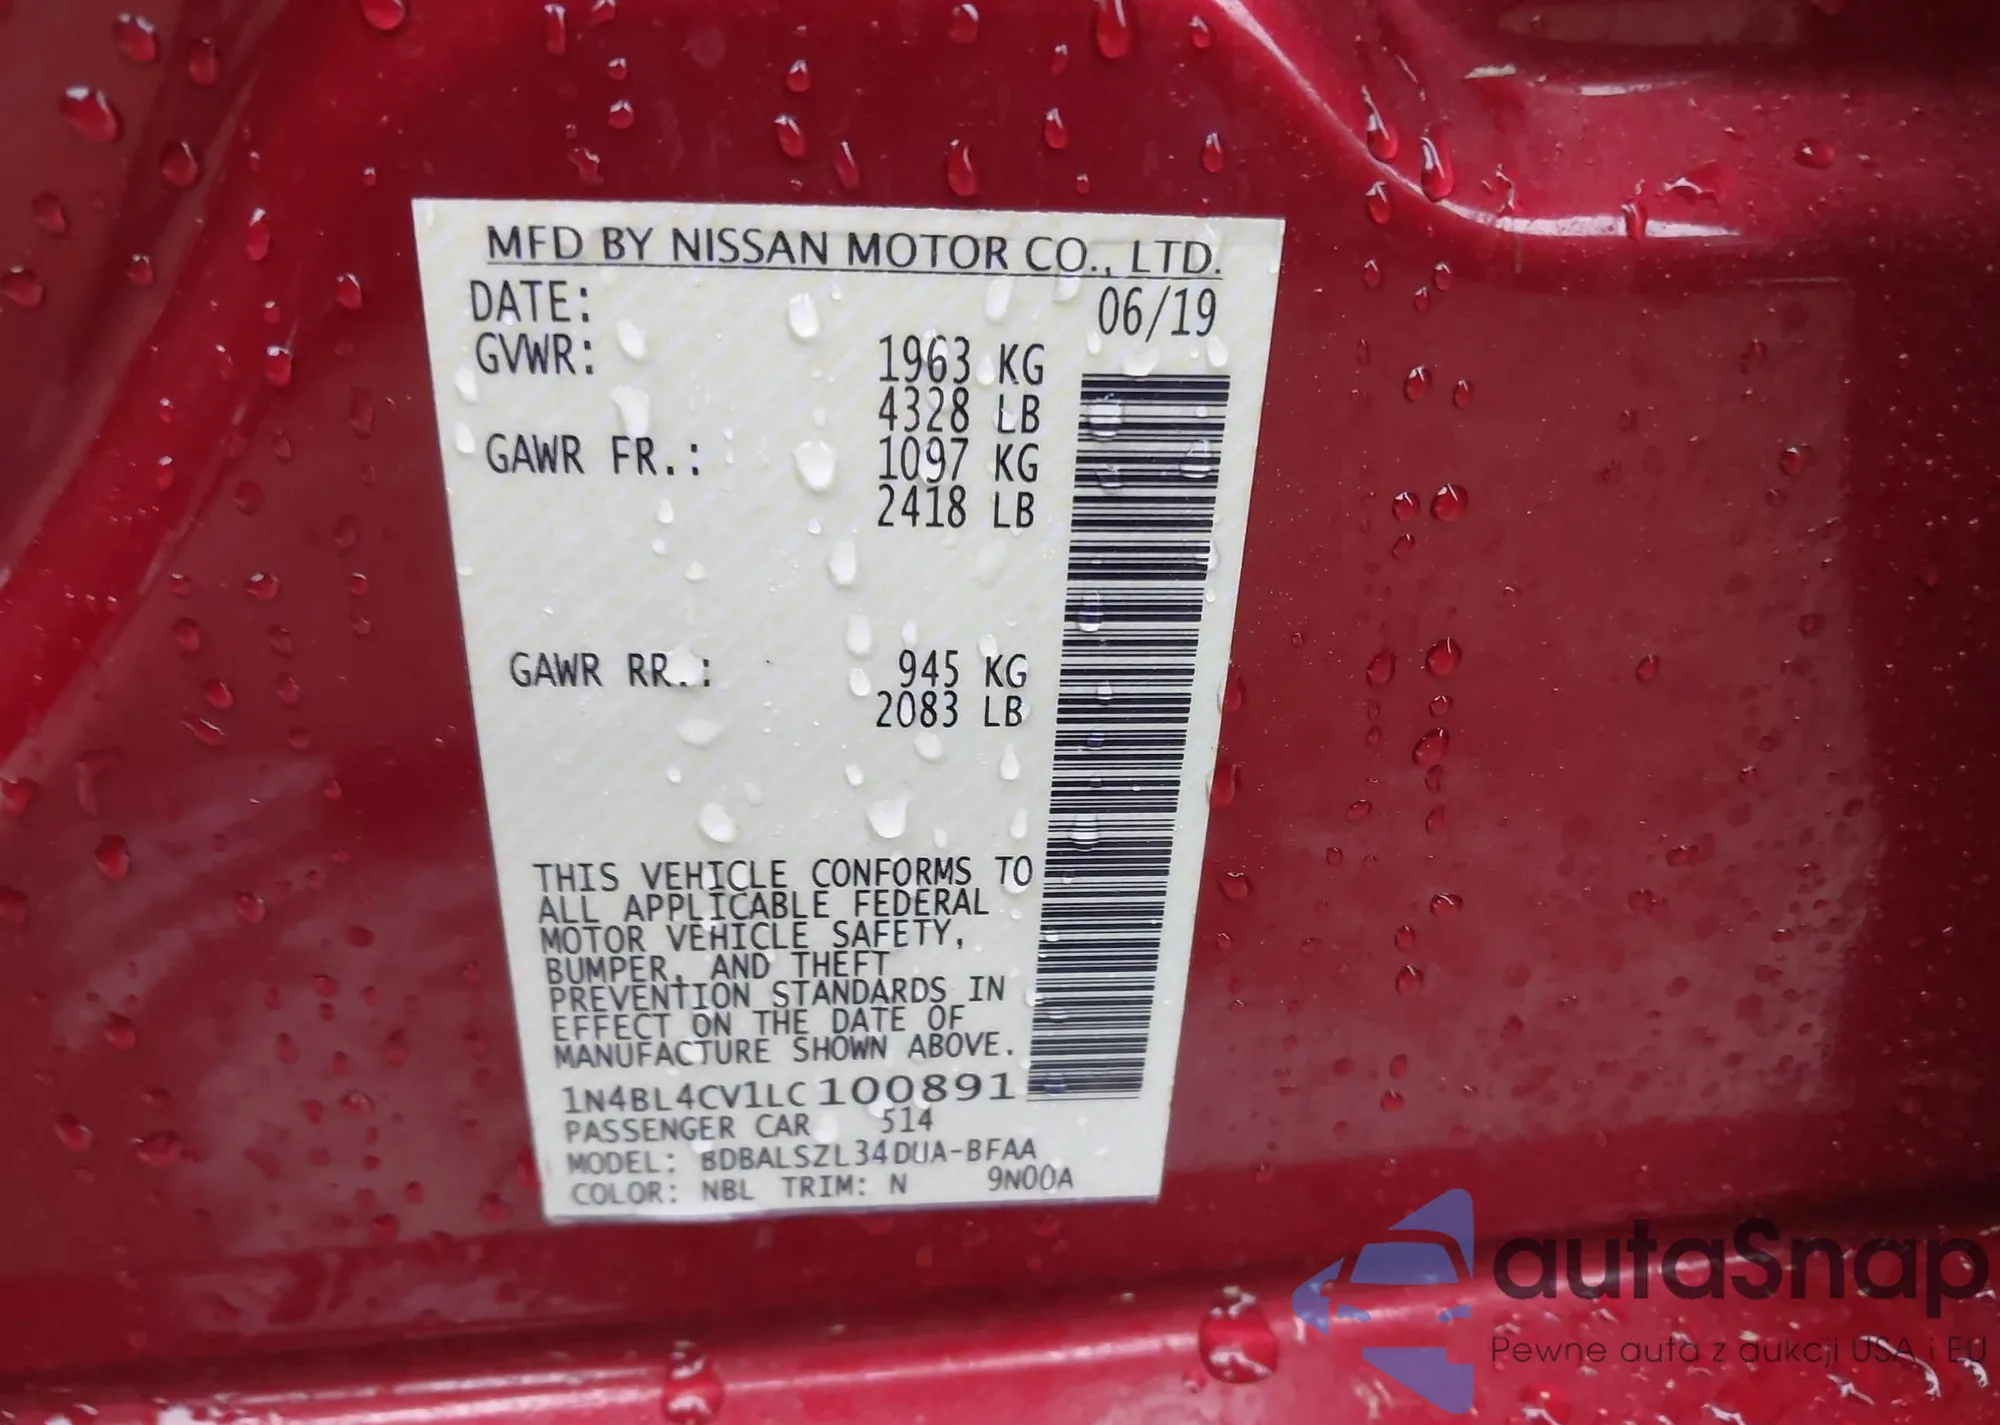 MFD BY NISSAN MOTOR CO., LTD.
DATE: 06/19
GVWR: 1963 KG
4328 LB
GAWR FR.: 1097 KG
2418 LB
GAWR RR.: 945 KG
2083 LB
THIS VEHICLE CONFORMS TO
ALL APPLICABLE FEDERAL
MOTOR VEHICLE SAFETY,
BUMPER, AND THEFT
PREVENTION STANDARDS IN
EFFECT ON THE DATE OF
MANUFACTURE SHOWN ABOVE.
1N4BL4CV1LC100891
PASSENGER CAR 514
MODEL: BDBALSZL34DUA-BFAA
COLOR: NBL TRIM: N 9N00A
autaSnap
Pewne auta z aukcji USA i EU